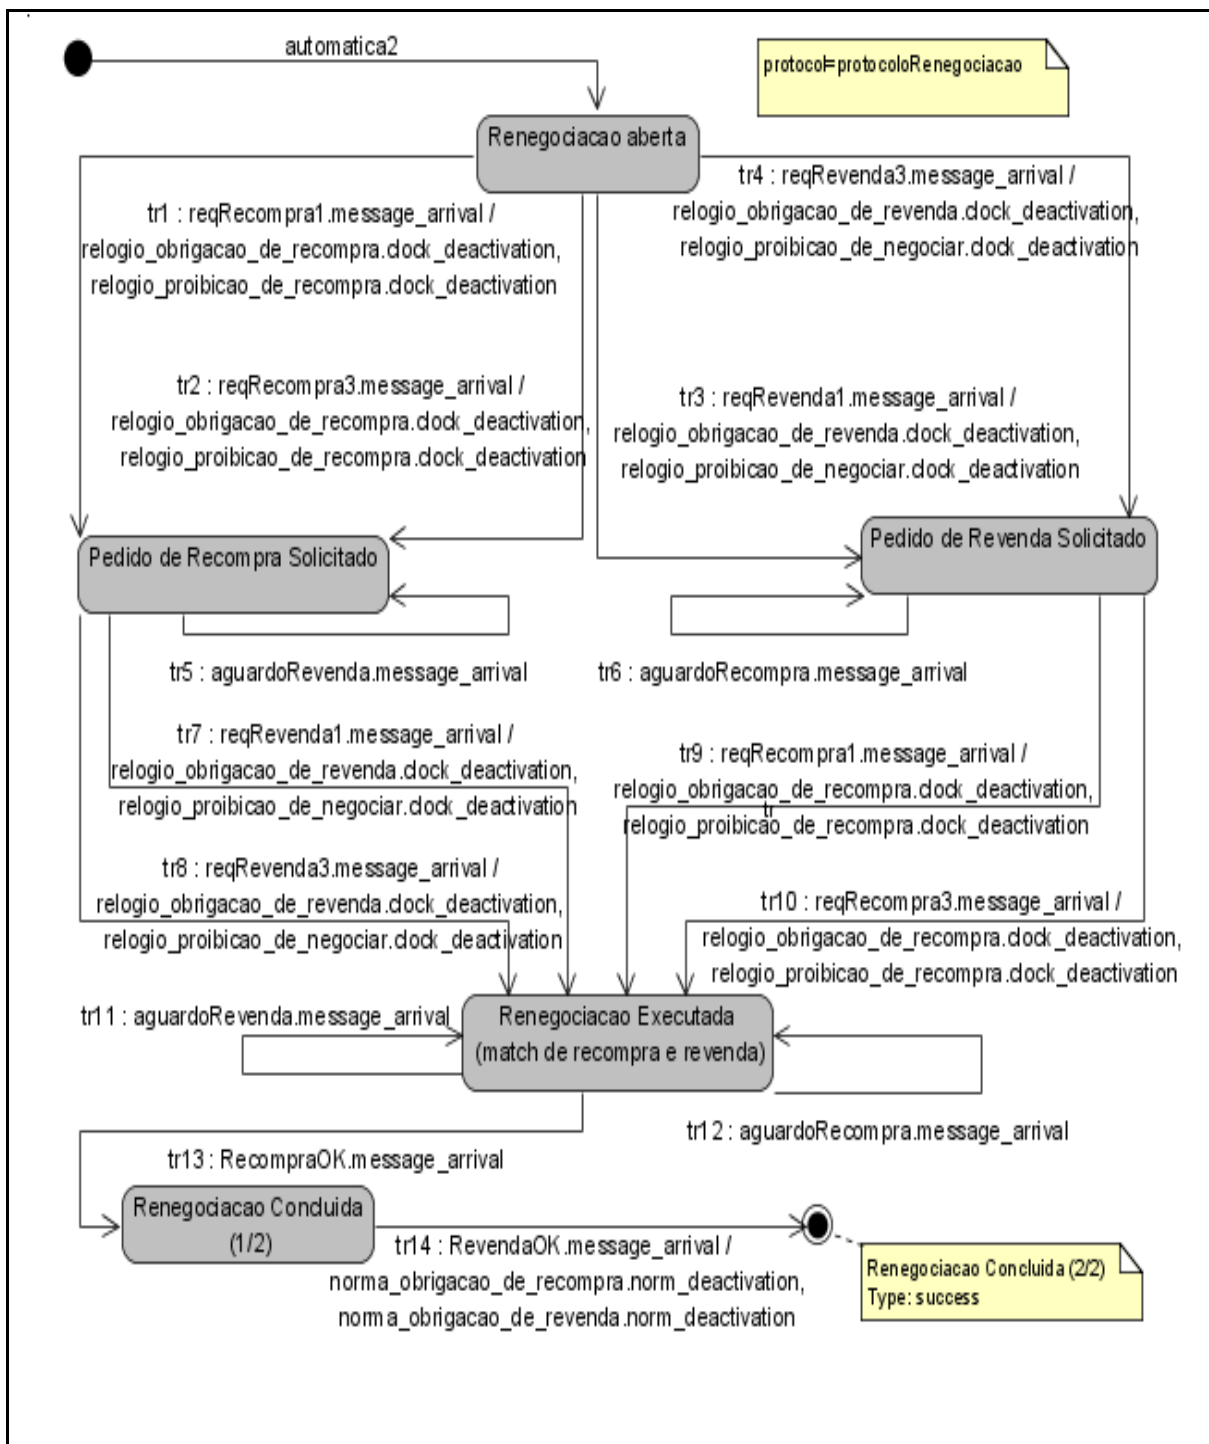 automatica2
protocol=protocoloRenegociacao
Renegociacao aberta
tr1 : reqRecompra1.message_arrival /
relogio_obrigacao_de_recompra.clock_deactivation,
relogio_proibicao_de_recompra.clock_deactivation
tr4 : reqRevenda3.message_arrival /
relogio_obrigacao_de_revenda.clock_deactivation,
relogio_proibicao_de_negociar.clock_deactivation
tr2 : reqRecompra3.message_arrival /
relogio_obrigacao_de_recompra.clock_deactivation,
relogio_proibicao_de_recompra.clock_deactivation
tr3 : reqRevenda1.message_arrival /
relogio_obrigacao_de_revenda.clock_deactivation,
relogio_proibicao_de_negociar.clock_deactivation
Pedido de Recompra Solicitado
Pedido de Revenda Solicitado
tr5 : aguardoRevenda.message_arrival
tr6 : aguardoRecompra.message_arrival
tr7 : reqRevenda1.message_arrival /
relogio_obrigacao_de_revenda.clock_deactivation,
relogio_proibicao_de_negociar.clock_deactivation
tr9 : reqRecompra1.message_arrival /
relogio_obrigacao_de_recompra.clock_deactivation,
tr
relogio_proibicao_de_recompra.clock_deactivation
tr8 : reqRevenda3.message_arrival /
relogio_obrigacao_de_revenda.clock_deactivation,
relogio_proibicao_de_negociar.clock_deactivation
tr10 : reqRecompra3.message_arrival /
relogio_obrigacao_de_recompra.clock_deactivation,
relogio_proibicao_de_recompra.clock_deactivation
tr11 : aguardoRevenda.message_arrival
Renegociacao Executada
(match de recompra e revenda)
tr12 : aguardoRecompra.message_arrival
tr13 : RecompraOK.message_arrival
Renegociacao Concluida
(1/2)
tr14 : RevendaOK.message_arrival /
norma_obrigacao_de_recompra.norm_deactivation,
norma_obrigacao_de_revenda.norm_deactivation
Renegociacao Concluida (2/2)
Type: success